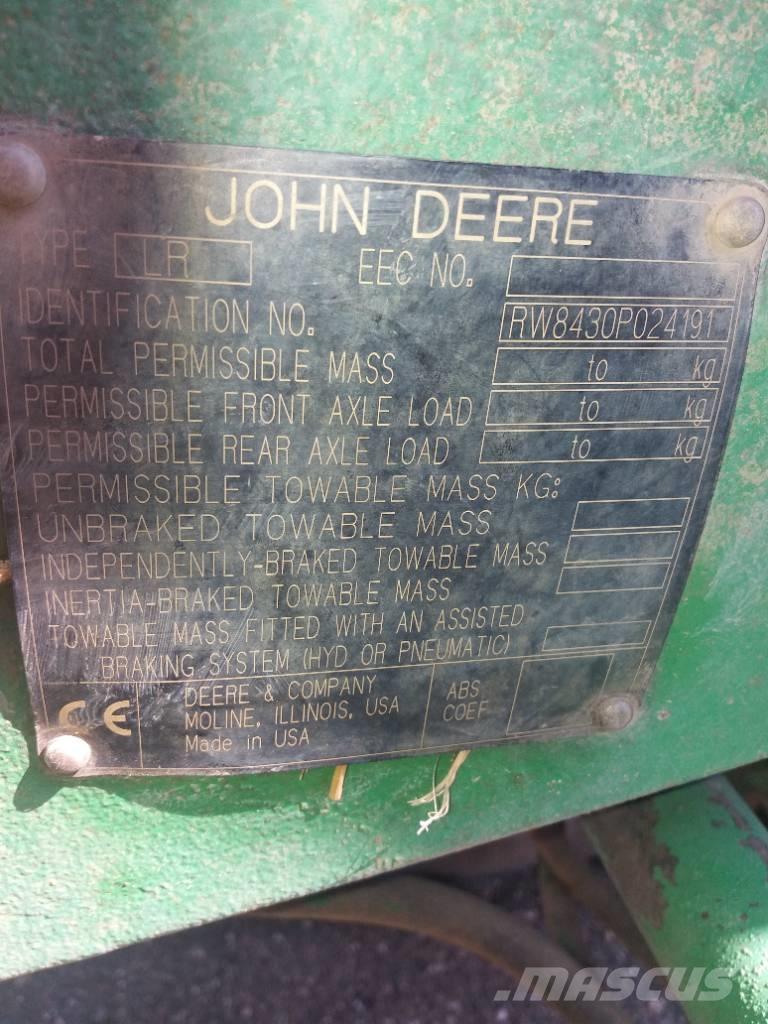 JOHN DEERE
TYPE LR EEC NO.
IDENTIFICATION NO. RW8430P024191
TOTAL PERMISSIBLE MASS to kg
PERMISSIBLE FRONT AXLE LOAD to kg
PERMISSIBLE REAR AXLE LOAD to kg
PERMISSIBLE TOWABLE MASS KG:
UNBRAKED TOWABLE MASS
INDEPENDENTLY-BRAKED TOWABLE MASS
INERTIA-BRAKED TOWABLE MASS
TOWABLE MASS FITTED WITH AN ASSISTED
BRAKING SYSTEM (HYD OR PNEUMATIC)
CE
DEERE & COMPANY
MOLINE, ILLINOIS, USA
Made in USA
ABS
COEF
MASCUS